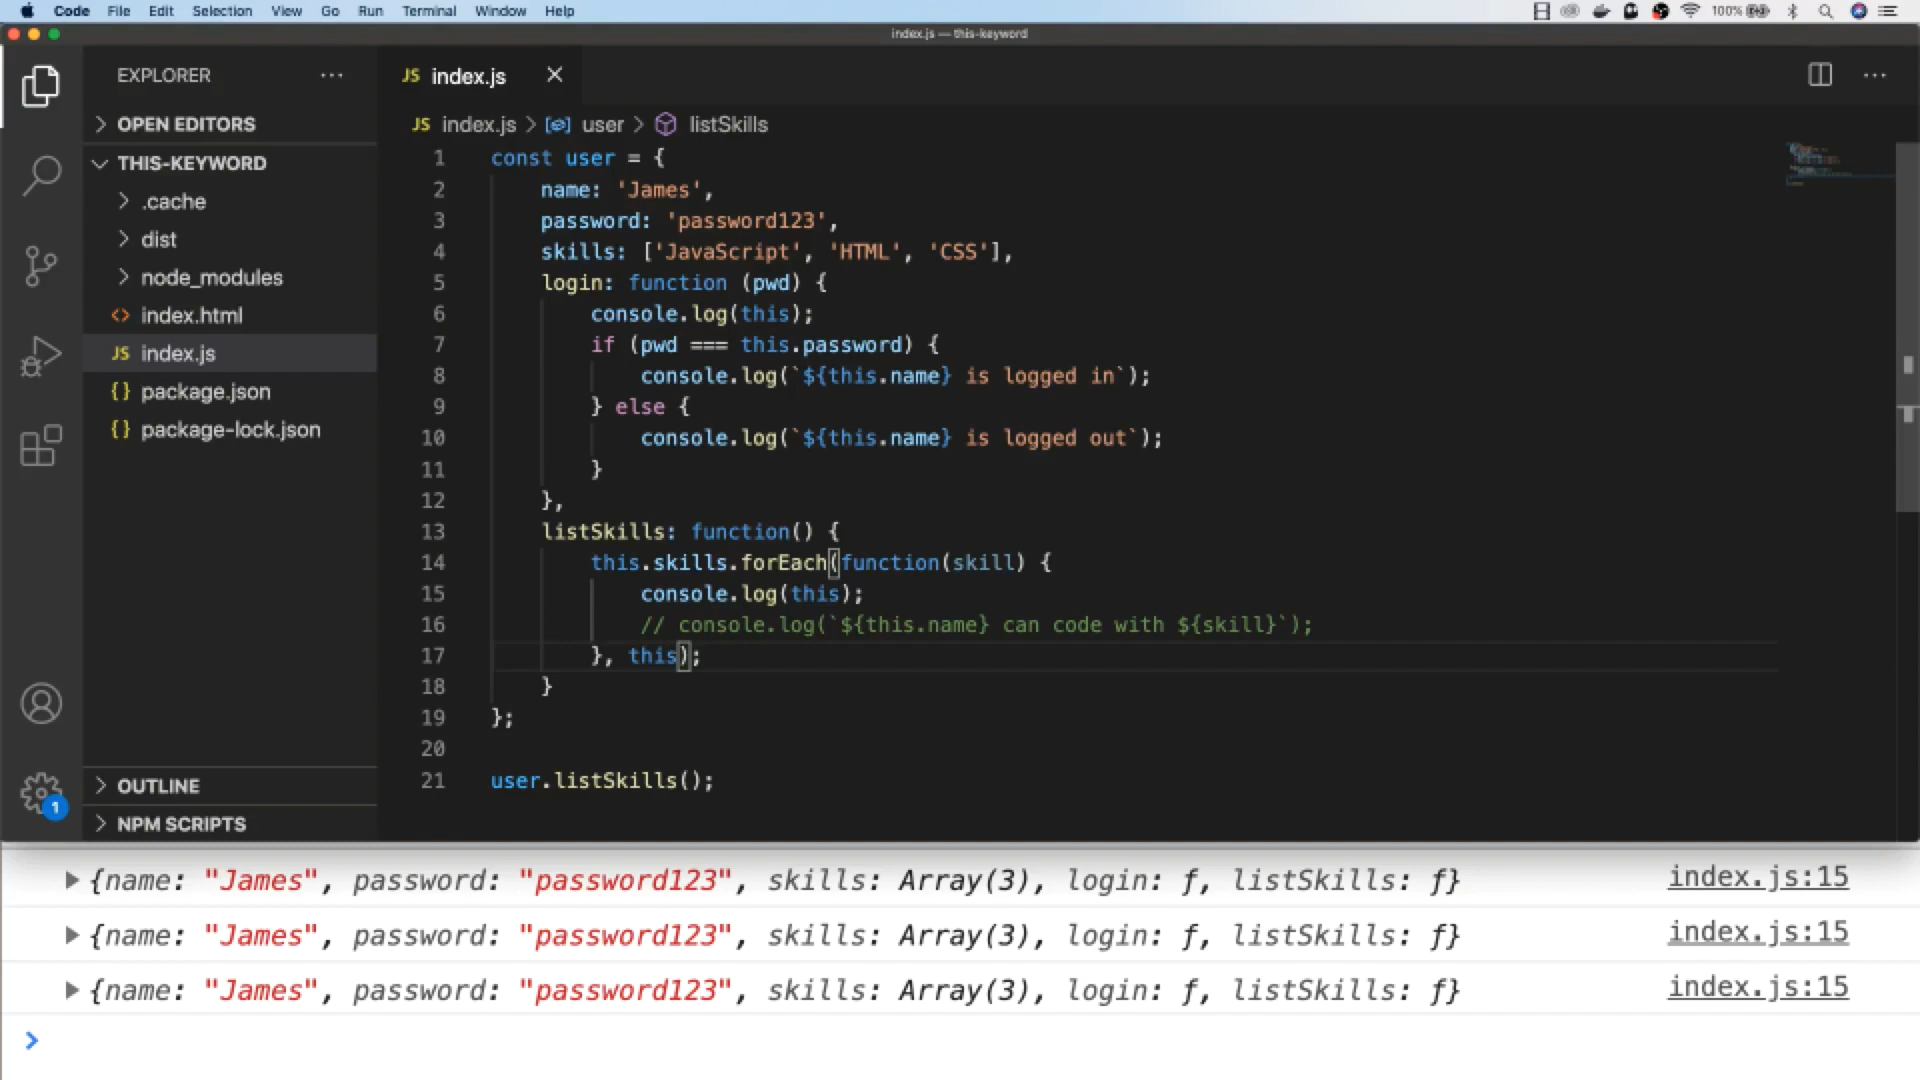 Code File Edit Selection View Go Run Terminal Window Help 100%
index.js — this-keyword
EXPLORER
JS index.js
OPEN EDITORS
JS index.js > user > listSkills
THIS-KEYWORD
.cache
dist
node_modules
index.html
JS index.js
{} package.json
{} package-lock.json
OUTLINE
NPM SCRIPTS
1
1 const user = {
2 name: 'James',
3 password: 'password123',
4 skills: ['JavaScript', 'HTML', 'CSS'],
5 login: function (pwd) {
6 console.log(this);
7 if (pwd === this.password) {
8 console.log(`${this.name} is logged in`);
9 } else {
10 console.log(`${this.name} is logged out`);
11 }
12 },
13 listSkills: function() {
14 this.skills.forEach(function(skill) {
15 console.log(this);
16 // console.log(`${this.name} can code with ${skill}`);
17 }, this);
18 }
19 };
20
21 user.listSkills();
{name: "James", password: "password123", skills: Array(3), login: ƒ, listSkills: ƒ} index.js:15
{name: "James", password: "password123", skills: Array(3), login: ƒ, listSkills: ƒ} index.js:15
{name: "James", password: "password123", skills: Array(3), login: ƒ, listSkills: ƒ} index.js:15